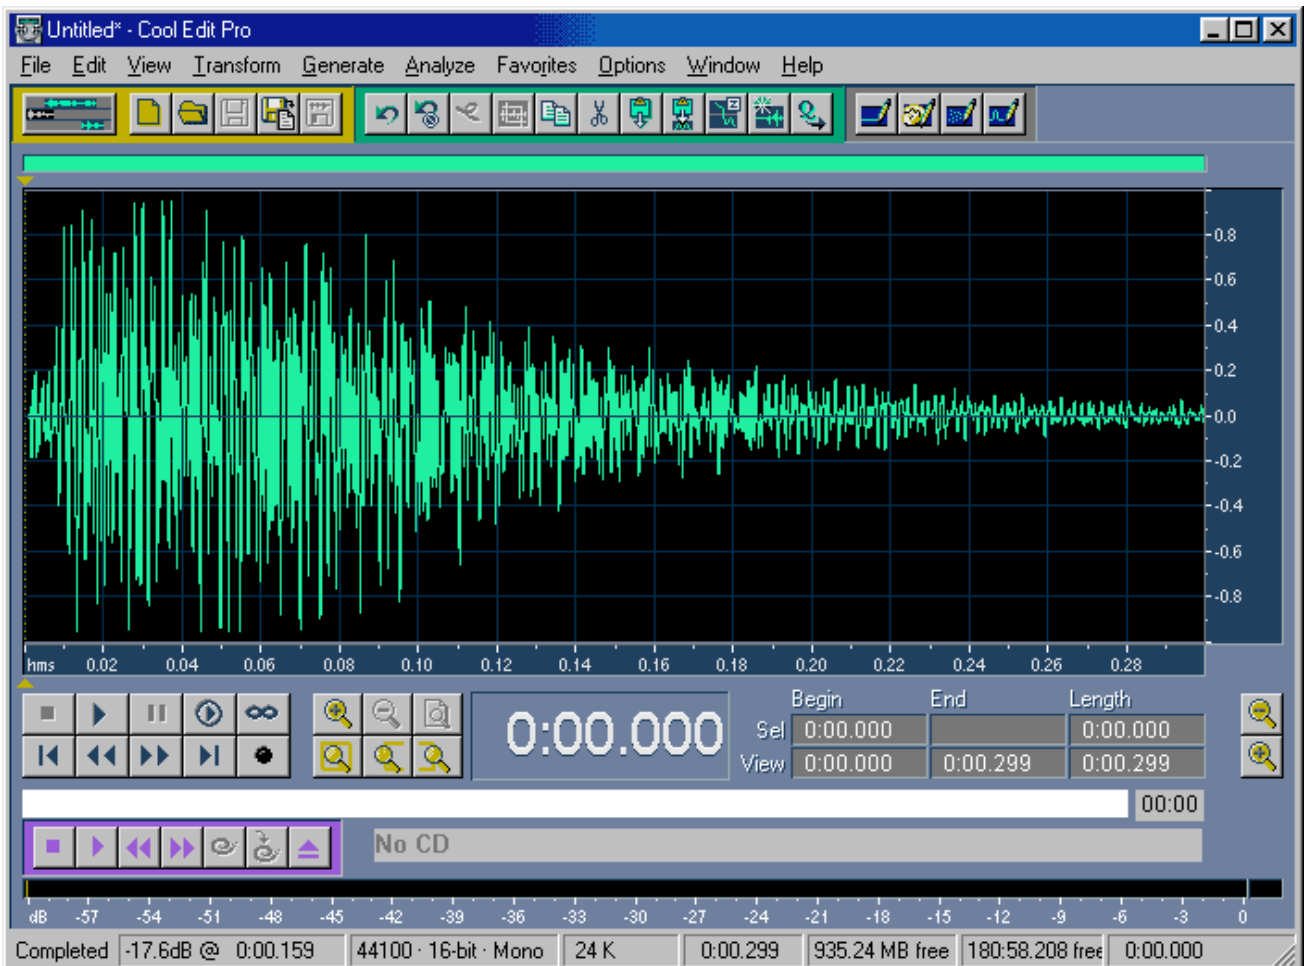 Untitled* - Cool Edit Pro
File Edit View Transform Generate Analyze Favorites Options Window Help
0.8
0.6
0.4
0.2
0.0
-0.2
-0.4
-0.6
-0.8
hms 0.02 0.04 0.06 0.08 0.10 0.12 0.14 0.16 0.18 0.20 0.22 0.24 0.26 0.28
0:00.000
Begin End Length
Sel 0:00.000 0:00.000
View 0:00.000 0:00.299 0:00.299
00:00
No CD
dB -57 -54 -51 -48 -45 -42 -39 -36 -33 -30 -27 -24 -21 -18 -15 -12 -9 -6 -3 0
Completed -17.6dB @ 0:00.159 44100 · 16-bit · Mono 24 K 0:00.299 935.24 MB free 180:58.208 free 0:00.000